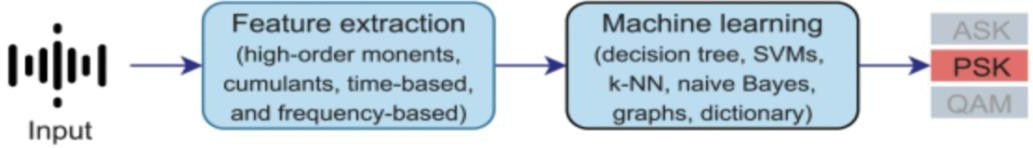 Input
Feature extraction
(high-order monents,
cumulants, time-based,
and frequency-based)
Machine learning
(decision tree, SVMs,
k-NN, naive Bayes,
graphs, dictionary)
ASK
PSK
QAM